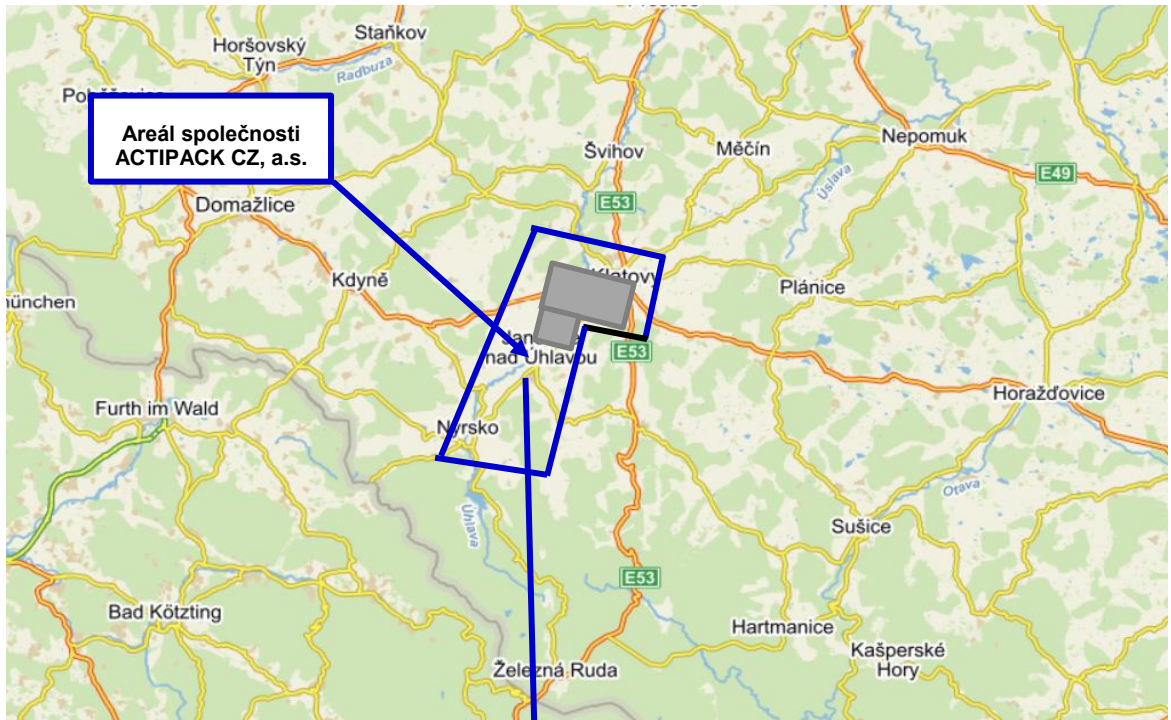 Staňkov
Horšovský
Týn
Radbuza
Areál společnosti
ACTIPACK CZ, a.s.
Švihov
Měčín
Nepomuk
Úslava
E49
Domažlice
E53
Klatovy
Kdyně
Plánice
nad Úhlavou
E53
Horažďovice
Furth im Wald
Nýrsko
Otava
Úhlava
Sušice
E53
Bad Kötzting
Hartmanice
Kašperské
Hory
Železná Ruda